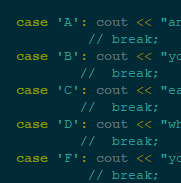 case 'A': cout << "an
// break;
case 'B': cout << "yo
// break;
case 'C': cout << "ea
// break;
case 'D': cout << "wh
// break;
case 'F': cout << "yo
// break;